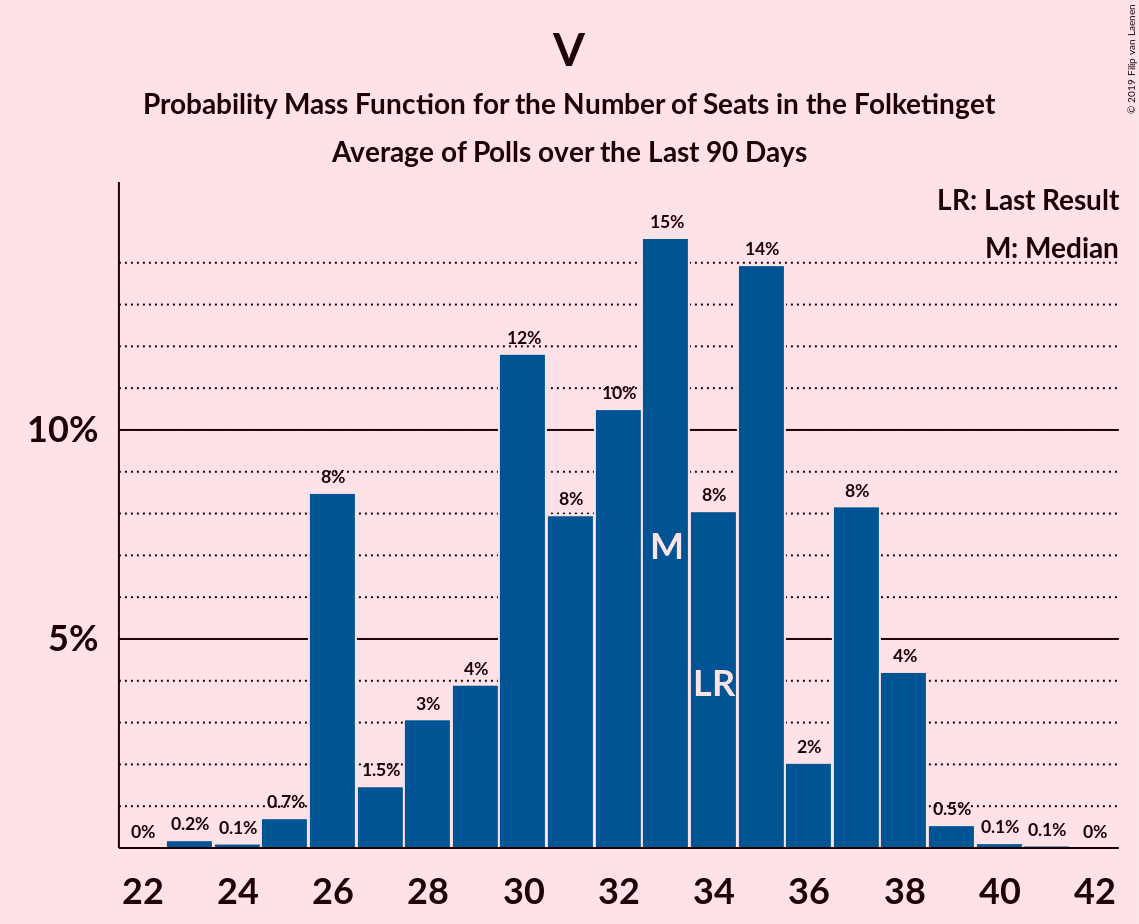 © 2019 Filip van Laenen
V
Probability Mass Function for the Number of Seats in the Folketinget
Average of Polls over the Last 90 Days
LR: Last Result
M: Median
15%
14%
12%
10%
10%
8%
8%
8%
8%
M
5%
LR
4%
4%
3%
2%
1.5%
0.7%
0.5%
0%
0.2%
0.1%
0.1%
0.1%
0%
22 24 26 28 30 32 34 36 38 40 42